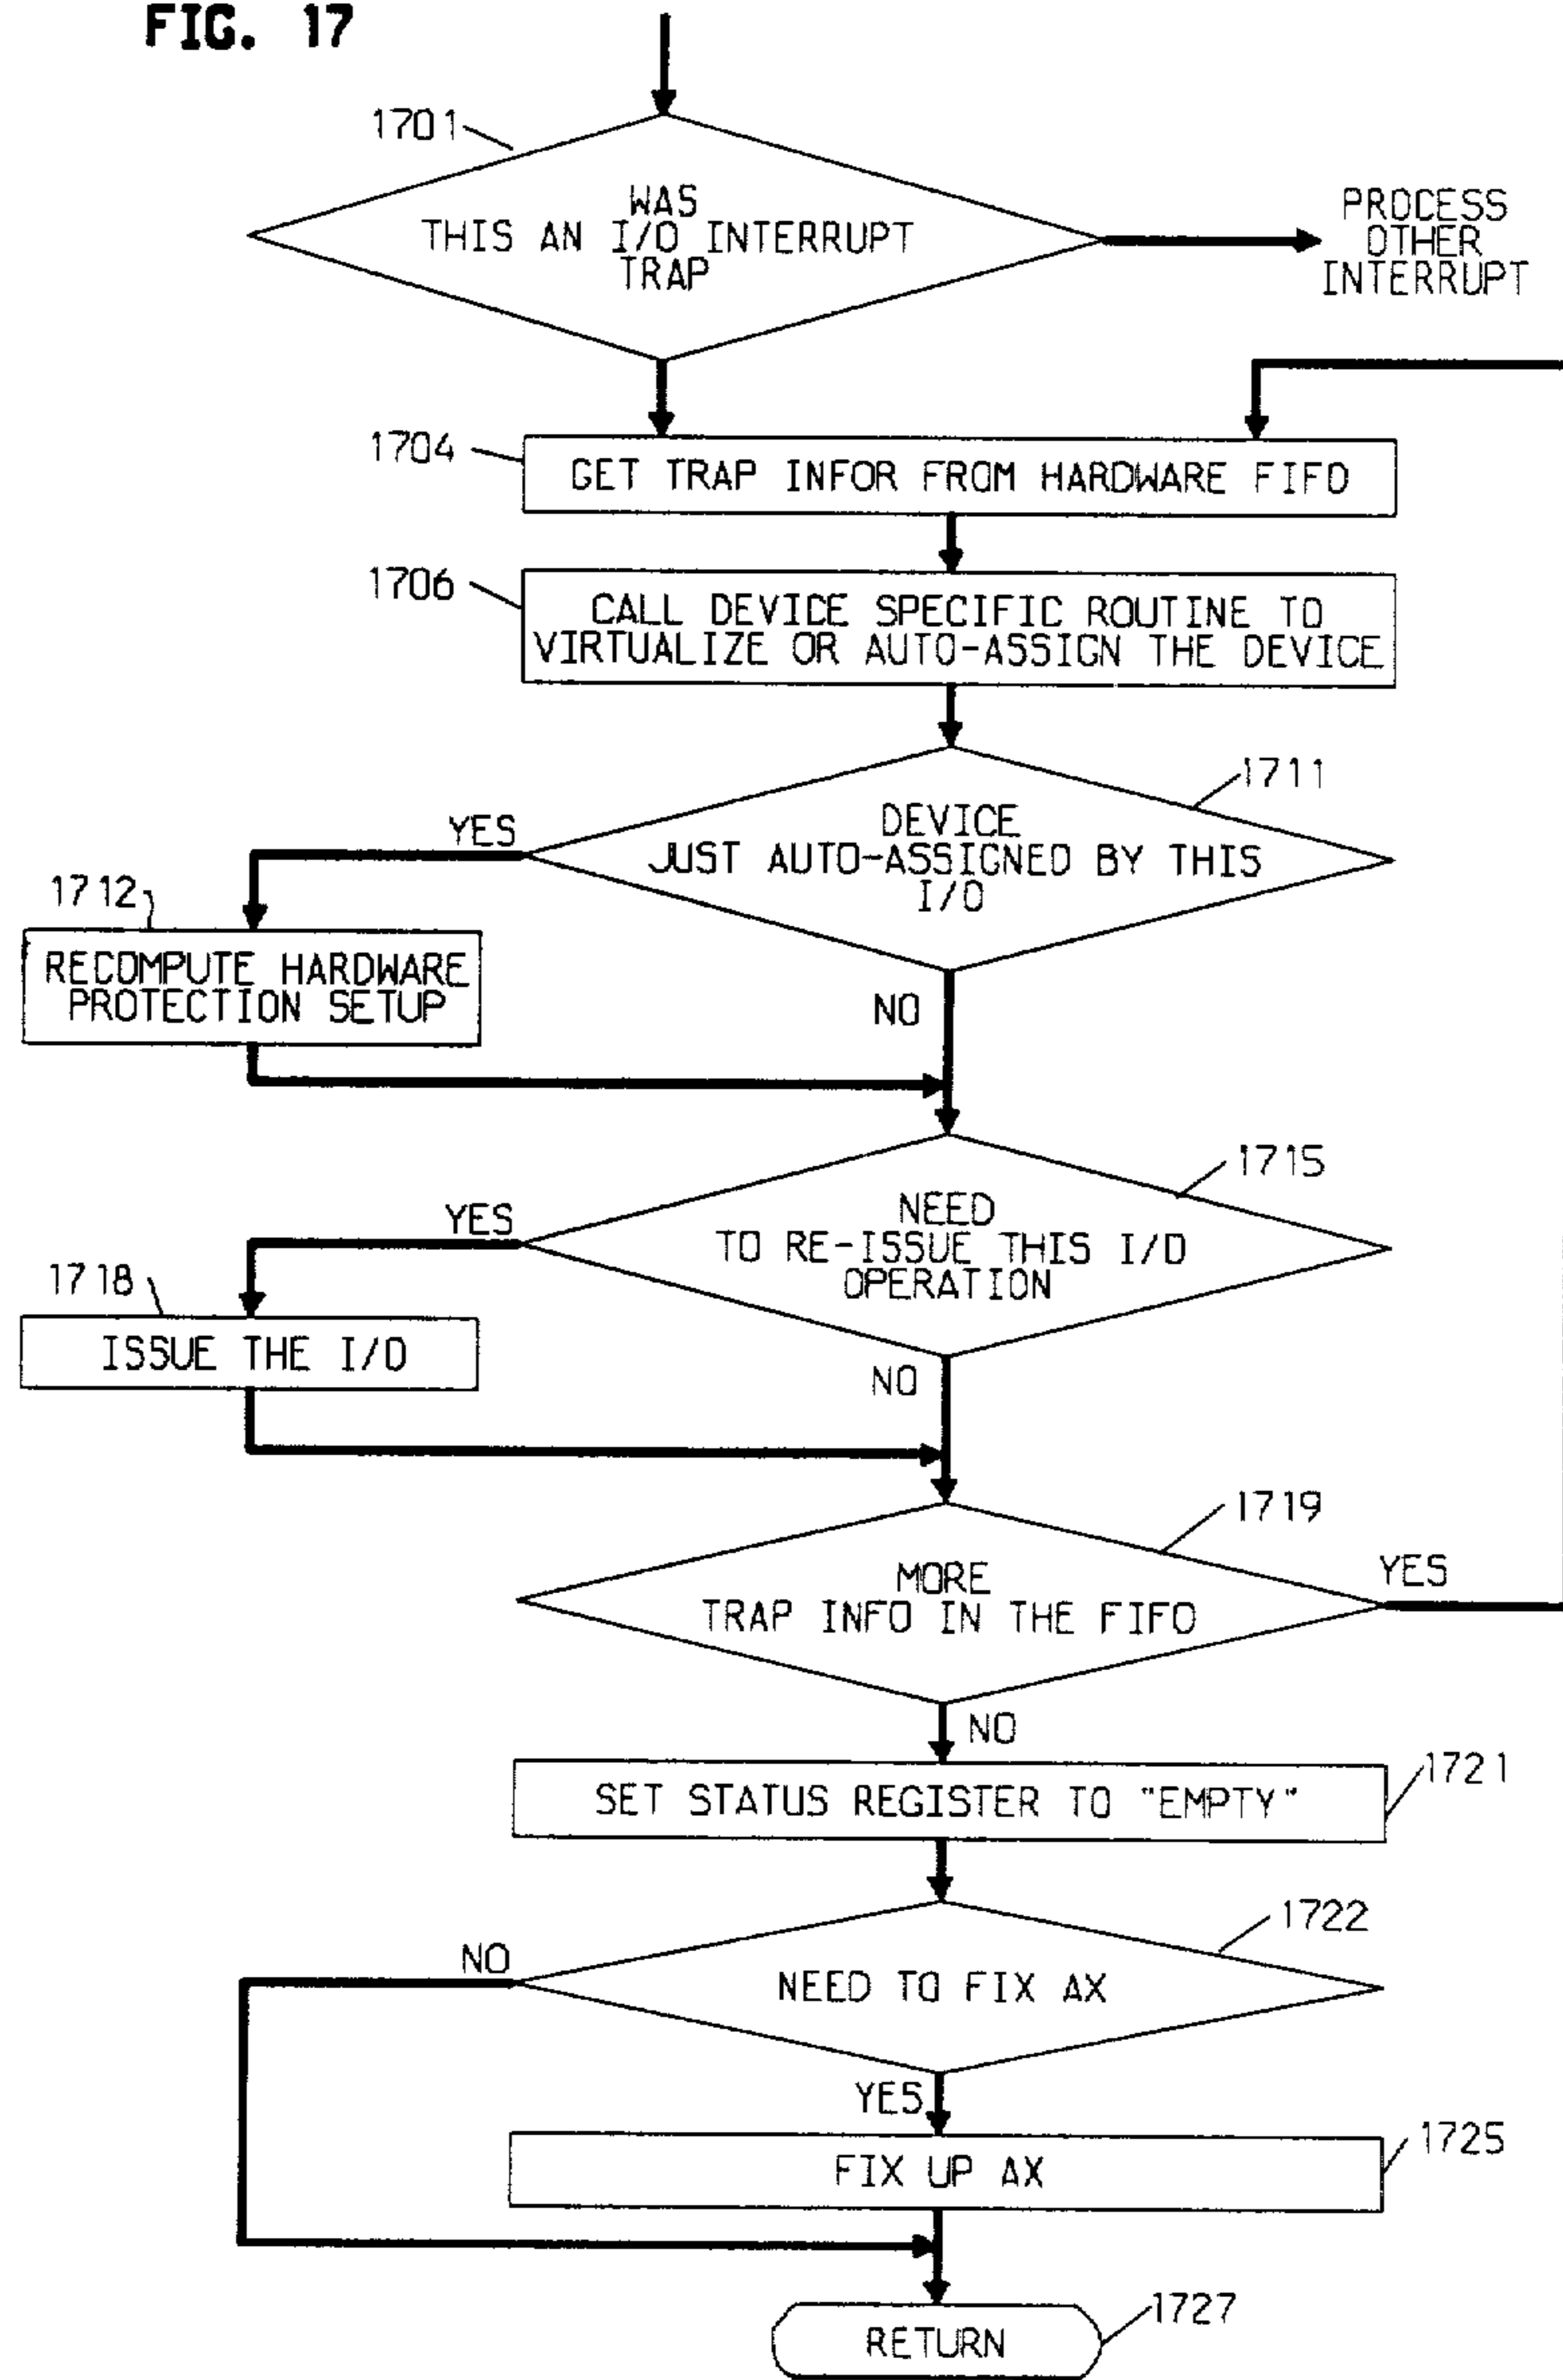 FIG. 17
1701
WAS
THIS AN I/O INTERRUPT
TRAP
PROCESS
OTHER
INTERRUPT
1704
GET TRAP INFOR FROM HARDWARE FIFO
1706
CALL DEVICE SPECIFIC ROUTINE TO
VIRTUALIZE OR AUTO-ASSIGN THE DEVICE
1711
DEVICE
JUST AUTO-ASSIGNED BY THIS
I/O
YES
1712
RECOMPUTE HARDWARE
PROTECTION SETUP
NO
1715
NEED
TO RE-ISSUE THIS I/O
OPERATION
YES
1718
ISSUE THE I/O
NO
1719
MORE
TRAP INFO IN THE FIFO
YES
NO
1721
SET STATUS REGISTER TO "EMPTY"
1722
NEED TO FIX AX
NO
YES
1725
FIX UP AX
1727
RETURN